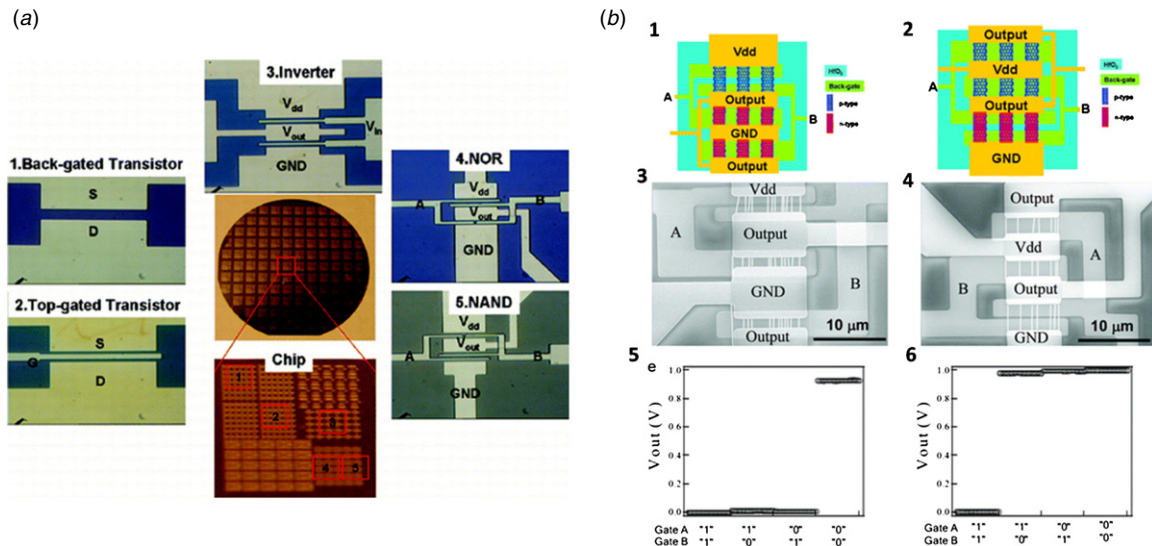 (a)
3.Inverter
Vdd
Vout
Vin
GND
1.Back-gated Transistor
S
D
4.NOR
Vdd
A
B
Vout
GND
2.Top-gated Transistor
S
G
D
5.NAND
Vdd
Vout
A
B
GND
Chip
1
2
3
4
5
(b)
1
Vdd
A
Output
GND
B
Output
HfO2
Back-gate
p-type
n-type
2
Output
Vdd
A
Output
B
GND
HfO2
Back-gate
p-type
n-type
3
Vdd
A
Output
GND
B
Output
10 μm
4
Output
Vdd
A
B
Output
GND
10 μm
5
e
Vout (V)
1.0
0.8
0.6
0.4
0.2
0.0
Gate A "1" "1" "0" "0"
Gate B "1" "0" "1" "0"
6
Vout (V)
1.0
0.8
0.6
0.4
0.2
0.0
Gate A "1" "1" "0" "0"
Gate B "1" "0" "1" "0"